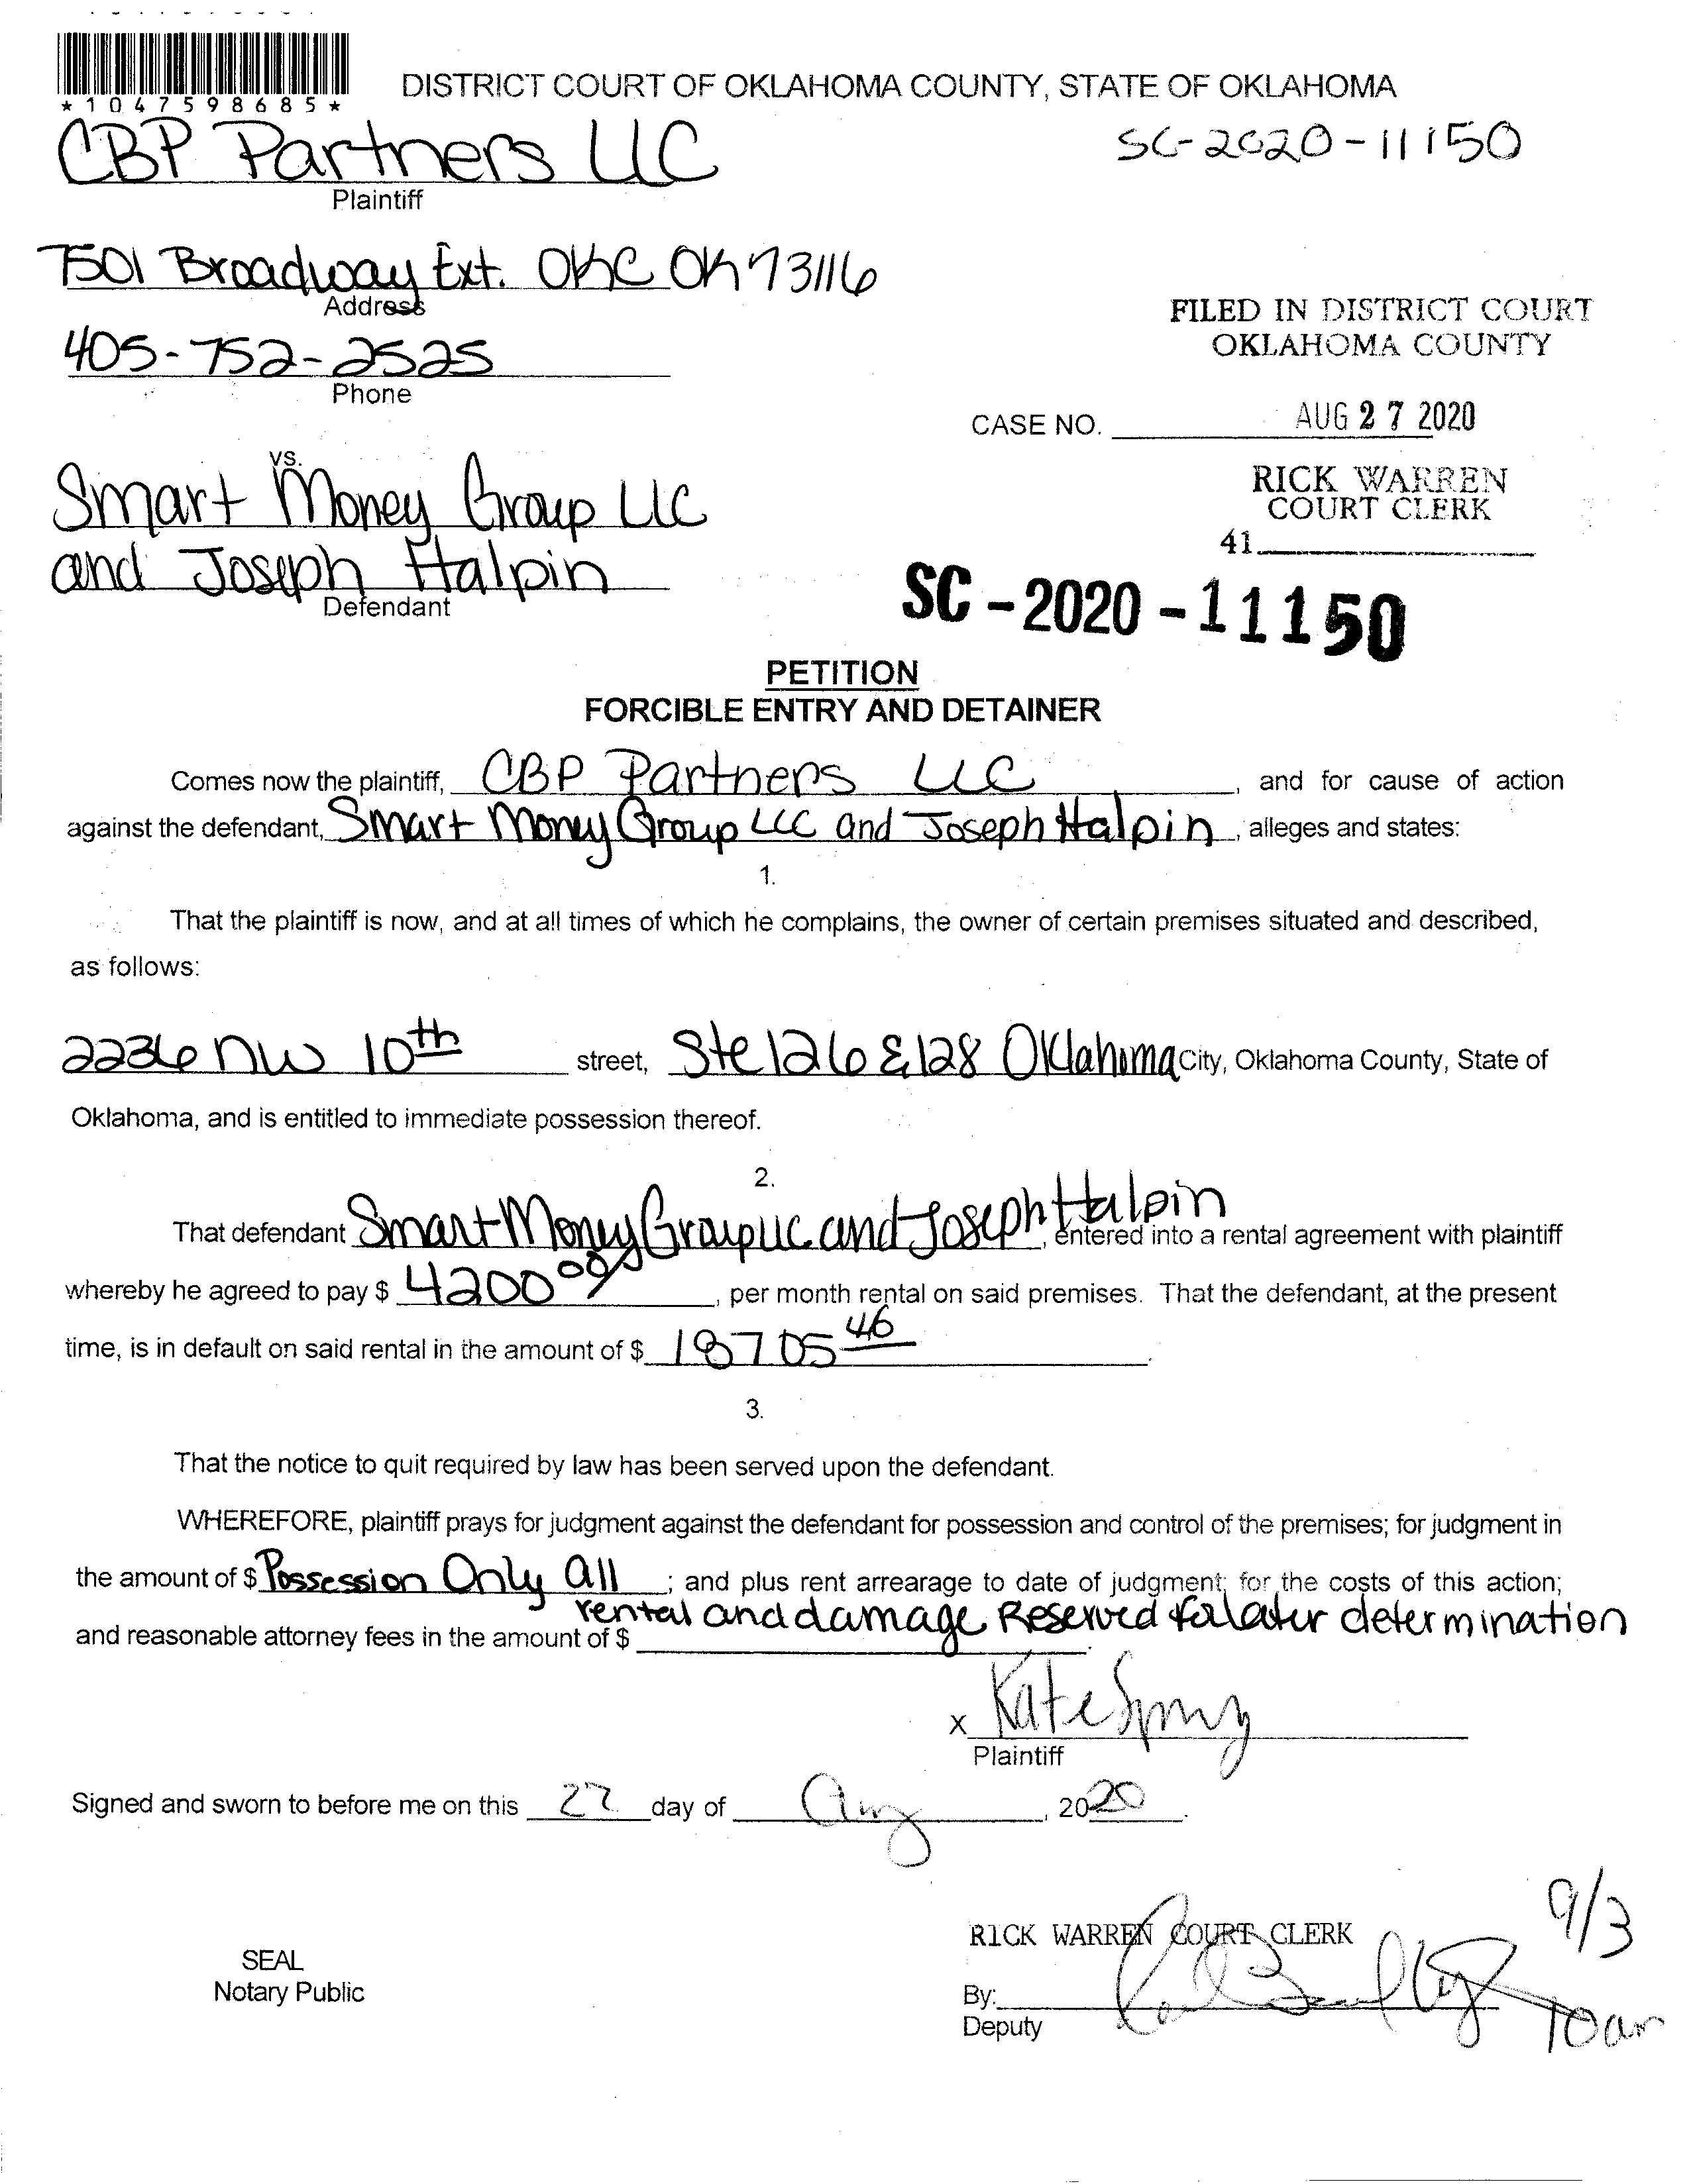 *1047598685*
DISTRICT COURT OF OKLAHOMA COUNTY, STATE OF OKLAHOMA
CBP Partners LLC
SC-2020-11150
Plaintiff
7501 Broadway Ext. OKC OK 73116
Address
FILED IN DISTRICT COURT
OKLAHOMA COUNTY
405-752-2525
Phone
CASE NO.
AUG 27 2020
vs.
RICK WARREN
COURT CLERK
41
Smart Money Group LLC
and Joseph Halpin
Defendant
SC-2020-11150
PETITION
FORCIBLE ENTRY AND DETAINER
Comes now the plaintiff, CBP Partners LLC, and for cause of action
against the defendant, Smart Money Group LLC and Joseph Halpin, alleges and states:
1.
That the plaintiff is now, and at all times of which he complains, the owner of certain premises situated and described,
as follows:
2236 NW 10th street, Ste 126 & 128 Oklahoma City, Oklahoma County, State of
Oklahoma, and is entitled to immediate possession thereof.
2.
That defendant Smart Money Group LLC and Joseph Halpin, entered into a rental agreement with plaintiff
whereby he agreed to pay $ 4200 00, per month rental on said premises. That the defendant, at the present
time, is in default on said rental in the amount of $ 18705 46.
3.
That the notice to quit required by law has been served upon the defendant.
WHEREFORE, plaintiff prays for judgment against the defendant for possession and control of the premises; for judgment in
the amount of $ Possession Only All; and plus rent arrearage to date of judgment; for the costs of this action;
rental and damage Reserved for later determination
and reasonable attorney fees in the amount of $
x Kate
Plaintiff
Signed and sworn to before me on this 27 day of Aug, 2020.
9/3
RICK WARREN COURT CLERK
SEAL
Notary Public
By:
10am
Deputy